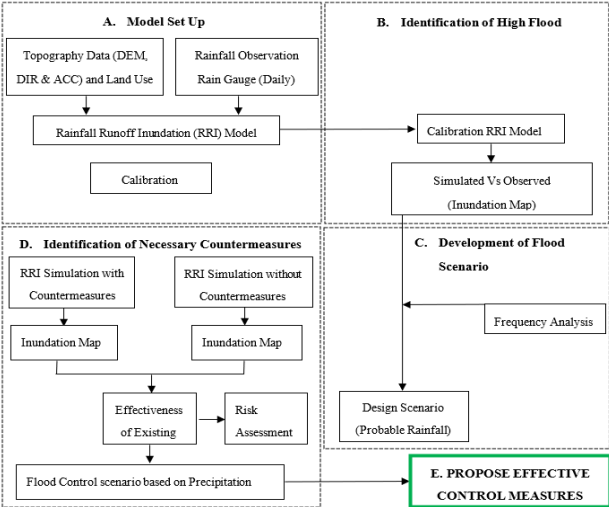 A. Model Set Up
Topography Data (DEM,
DIR & ACC) and Land Use
Rainfall Observation
Rain Gauge (Daily)
Rainfall Runoff Inundation (RRI) Model
Calibration
B. Identification of High Flood
Calibration RRI Model
Simulated Vs Observed
(Inundation Map)
C. Development of Flood
Scenario
Frequency Analysis
Design Scenario
(Probable Rainfall)
D. Identification of Necessary Countermeasures
RRI Simulation with
Countermeasures
RRI Simulation without
Countermeasures
Inundation Map
Inundation Map
Effectiveness
of Existing
Risk
Assessment
Flood Control scenario based on Precipitation
E. PROPOSE EFFECTIVE
CONTROL MEASURES